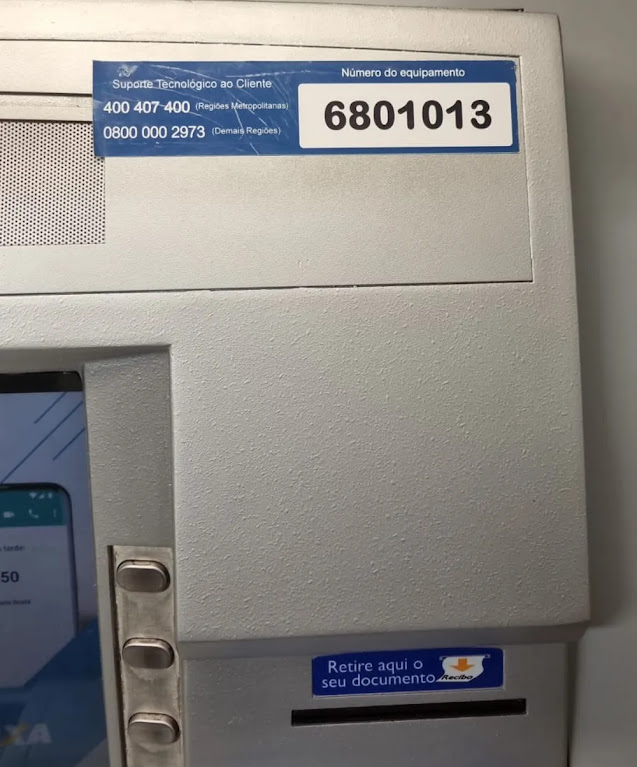 Suporte Tecnológico ao Cliente
400 407 400 (Regiões Metropolitanas)
0800 000 2973 (Demais Regiões)
Número do equipamento
6801013
50
XA
Retire aqui o
seu documento
Recibo